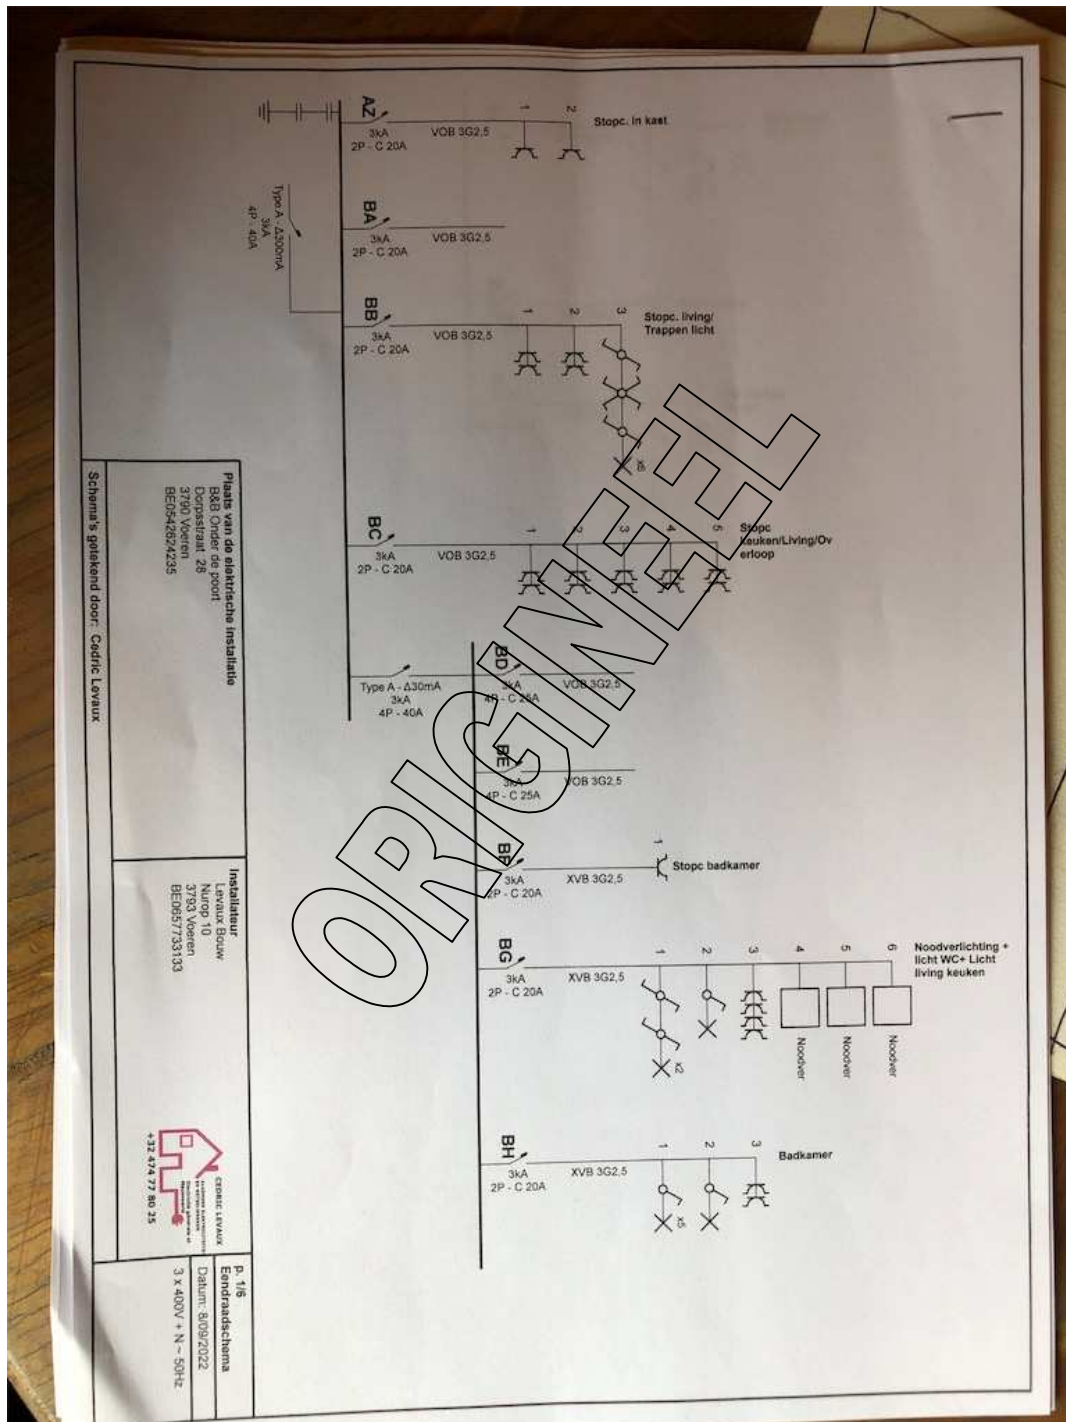 AZ
3kA
2P - C 20A
VOB 3G2,5
1
2
Stopc. in kast
Type A - Δ300mA
3kA
4P - 40A
BA
3kA
2P - C 20A
VOB 3G2,5
BB
3kA
2P - C 20A
VOB 3G2,5
1
2
3
Stopc. living/
Trappen licht
x6
BC
3kA
2P - C 20A
VOB 3G2,5
1
2
3
4
5
Stopc
keuken/Living/Ov
erloop
Type A - Δ30mA
3kA
4P - 40A
BD
3kA
4P - C 25A
VOB 3G2,5
BE
3kA
4P - C 25A
VOB 3G2,5
BF
3kA
2P - C 20A
XVB 3G2,5
1
Stopc badkamer
BG
3kA
2P - C 20A
XVB 3G2,5
1
2
3
4
5
6
Noodverlichting +
licht WC+ Licht
living keuken
x2
Noodver
Noodver
Noodver
BH
3kA
2P - C 20A
XVB 3G2,5
1
2
3
Badkamer
x5
ORIGINEEL
Plaats van de elektrische installatie
B&B Onder de poort
Dorpsstraat 28
3790 Voeren
BE0542624235
Schema's getekend door: Cedric Levaux
Installateur
Levaux Bouw
Nurop 10
3793 Voeren
BE0657733133
CEDRIC LEVAUX
+32 474 77 80 25
p. 1/6
Eendraadschema
Datum: 8/09/2022
3 x 400V + N ~ 50Hz